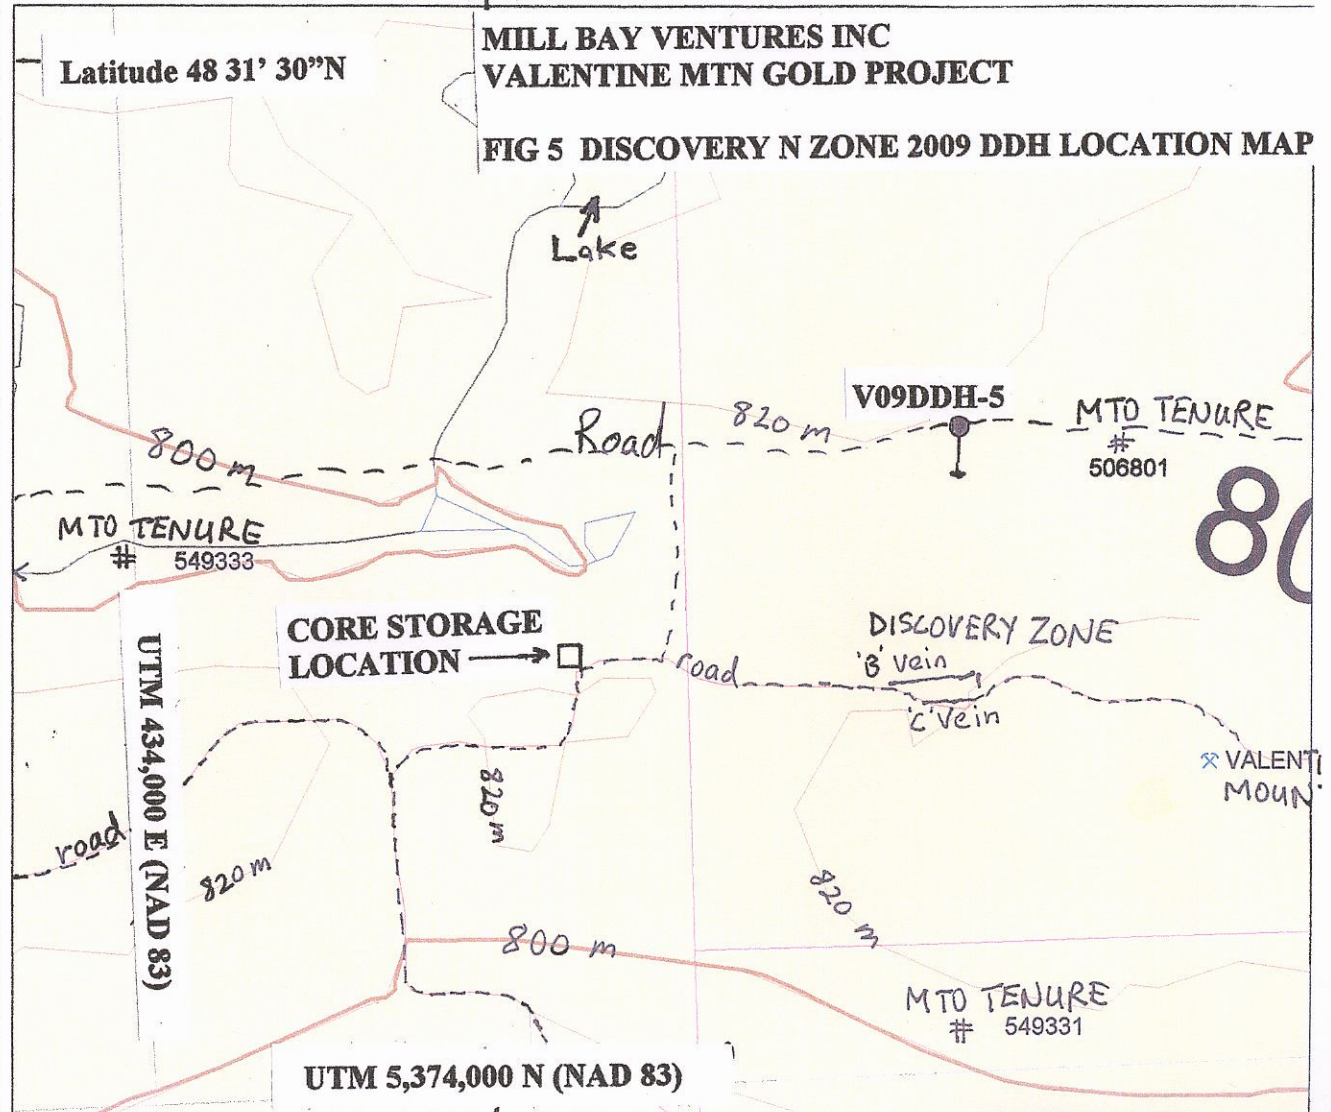 MILL BAY VENTURES INC
VALENTINE MTN GOLD PROJECT
FIG 5 DISCOVERY N ZONE 2009 DDH LOCATION MAP
Latitude 48 31' 30”N
Lake
V09DDH-5
820 m
MTO TENURE
# 506801
Road
800 m
80
MTO TENURE
# 549333
CORE STORAGE
LOCATION
DISCOVERY ZONE
'B' vein
road
'C' Vein
UTM 434,000 E (NAD 83)
VALENTI
MOUN
820 m
road
820 m
820 m
800 m
MTO TENURE
# 549331
UTM 5,374,000 N (NAD 83)